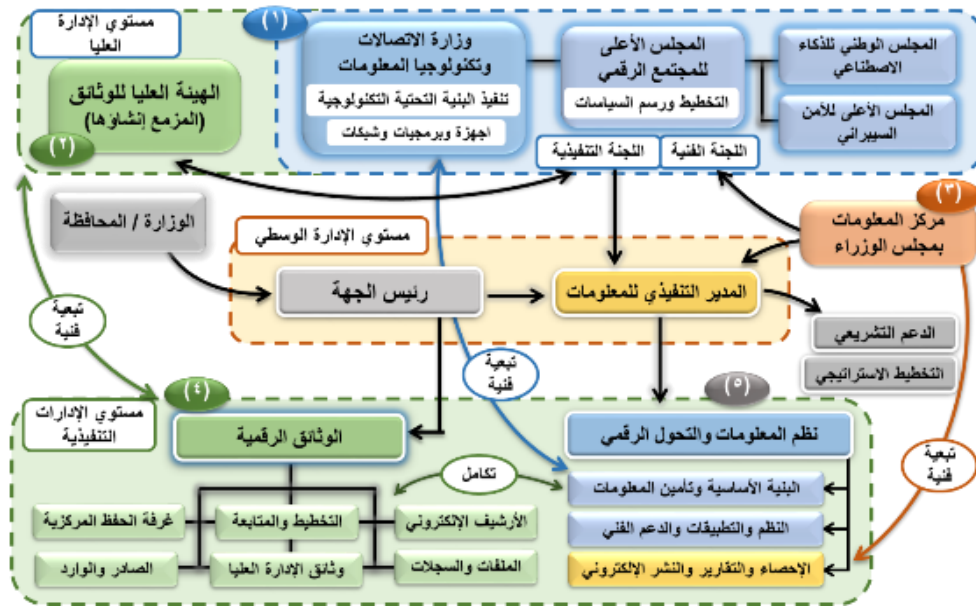 مستوي الإدارة
العليا
(١)
وزارة الاتصالات
وتكنولوجيا المعلومات
تنفيذ البنية التحتية التكنولوجية
اجهزة وبرمجيات وشبكات
المجلس الأعلى
للمجتمع الرقمي
التخطيط ورسم السياسات
المجلس الوطني للذكاء
الاصطناعي
المجلس الأعلى للأمن
السيبراني
اللجنة الفنية
اللجنة التنفيذية
الهيئة العليا للوثائق
(المزمع إنشاؤها)
(٢)
(٣)
مركز المعلومات
بمجلس الوزراء
الوزارة / المحافظة
مستوي الإدارة الوسطي
رئيس الجهة
المدير التنفيذي للمعلومات
الدعم التشريعي
التخطيط الاستراتيجي
تبعية
فنية
تبعية
فنية
تبعية
فنية
مستوي الإدارات
التنفيذية
(٤)
الوثائق الرقمية
(٥)
نظم المعلومات والتحول الرقمي
تكامل
البنية الأساسية وتأمين المعلومات
النظم والتطبيقات والدعم الفني
الإحصاء والتقارير والنشر الإلكتروني
الأرشيف الإلكتروني
التخطيط والمتابعة
غرفة الحفظ المركزية
الملفات والسجلات
وثائق الإدارة العليا
الصادر والوارد